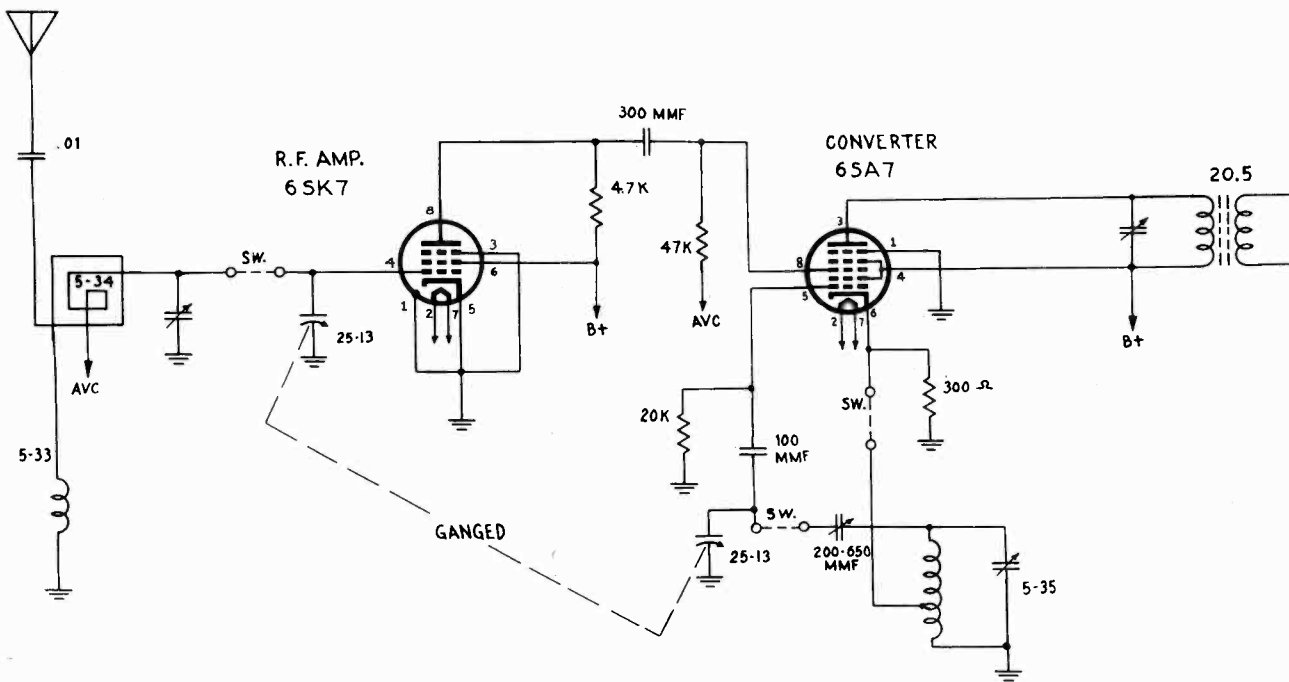 .01
R.F. AMP.
6SK7
300 MMF
CONVERTER
6SA7
20.5
4.7K
47K
8
3
6
4
1
2
7
5
SW.
5-34
AVC
25-13
B+
AVC
3
1
8
4
5
2
7
6
B+
300 Ω
SW.
20K
100
MMF
5-33
GANGED
25-13
SW.
200-650
MMF
5-35